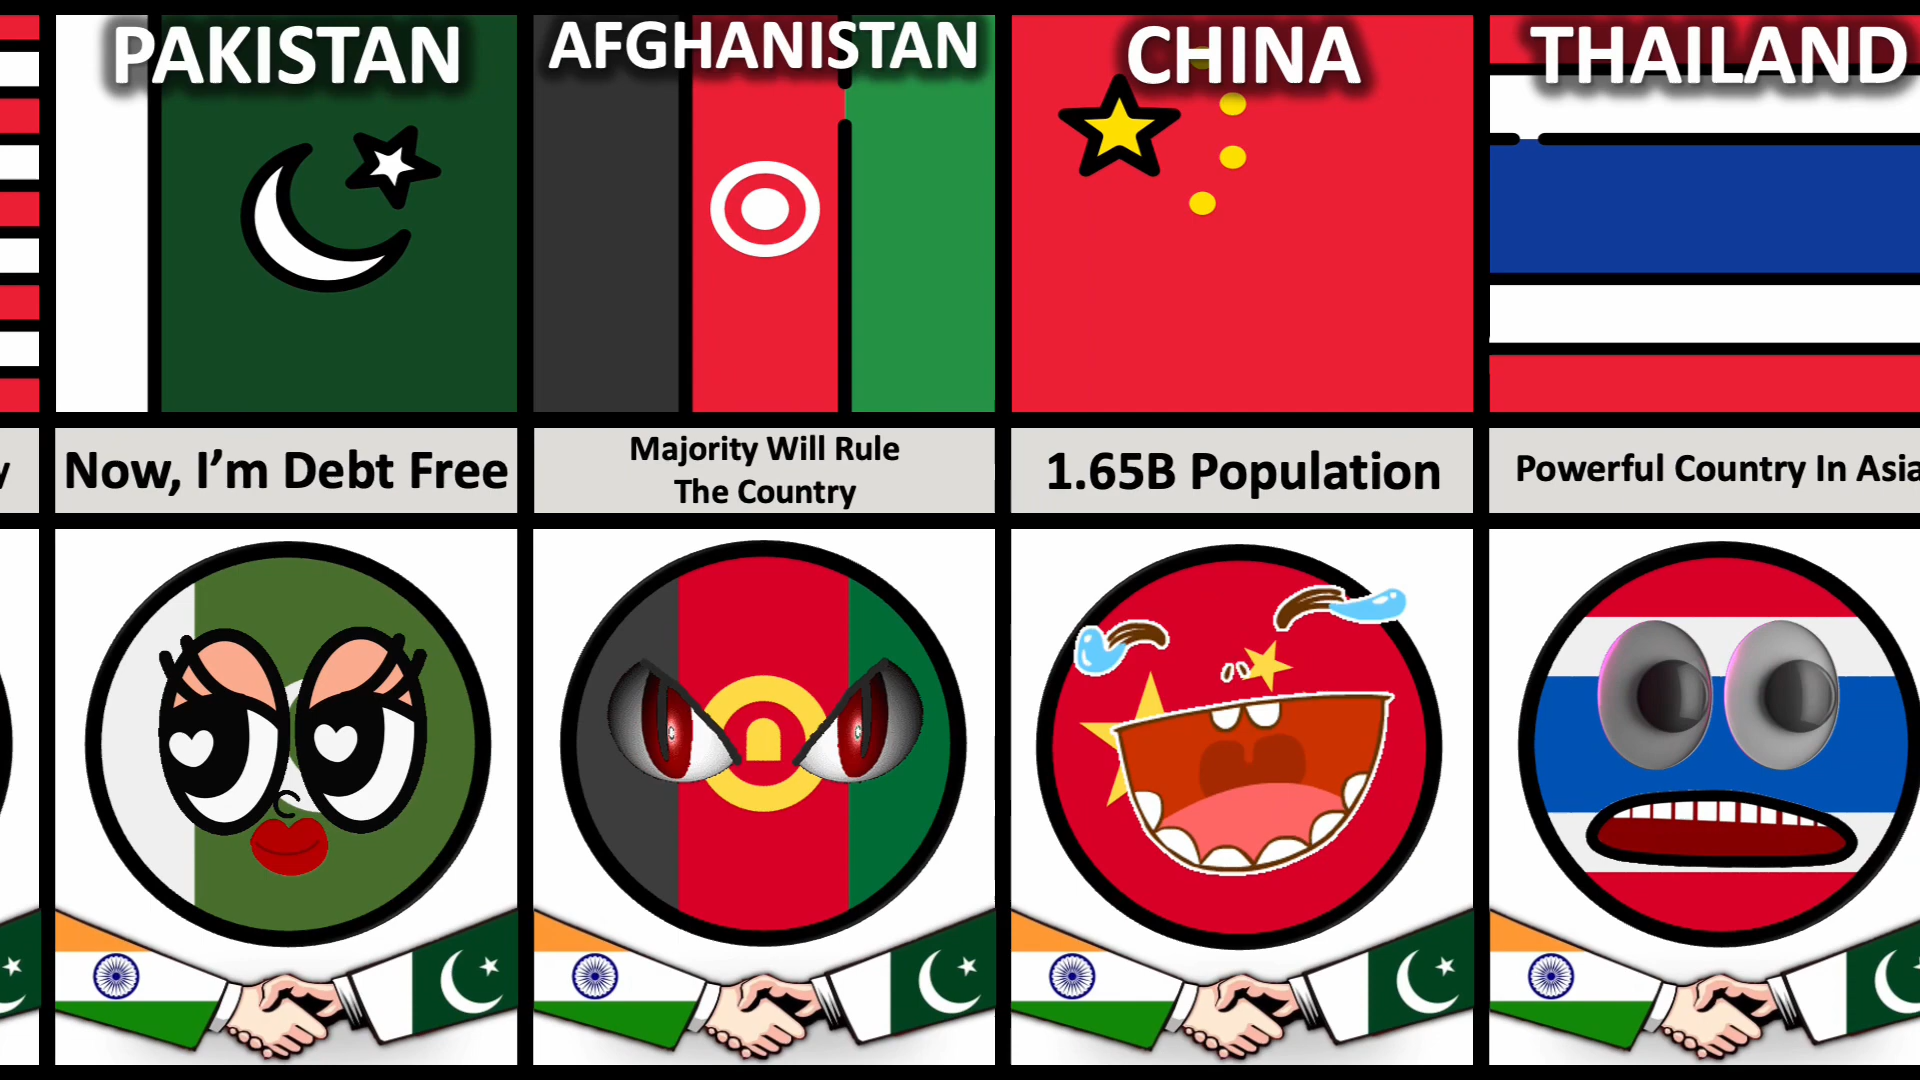 PAKISTAN
AFGHANISTAN
CHINA
THAILAND
y
Now, I’m Debt Free
Majority Will Rule
The Country
1.65B Population
Powerful Country In Asia